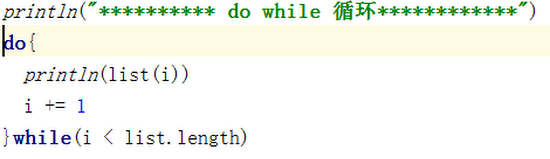 println("********** do while 循环************")
do{
  println(list(i))
  i += 1
}while(i < list.length)